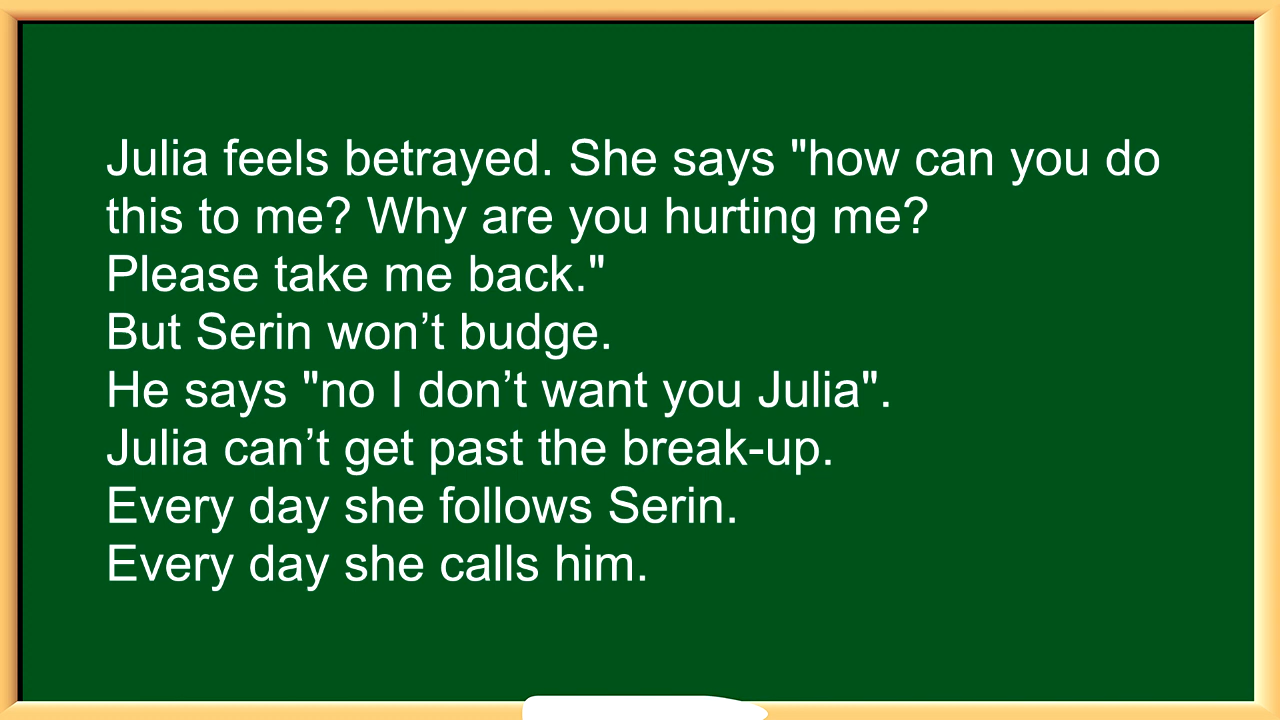 Julia feels betrayed. She says "how can you do
this to me? Why are you hurting me?
Please take me back."
But Serin won’t budge.
He says "no I don’t want you Julia".
Julia can’t get past the break-up.
Every day she follows Serin.
Every day she calls him.